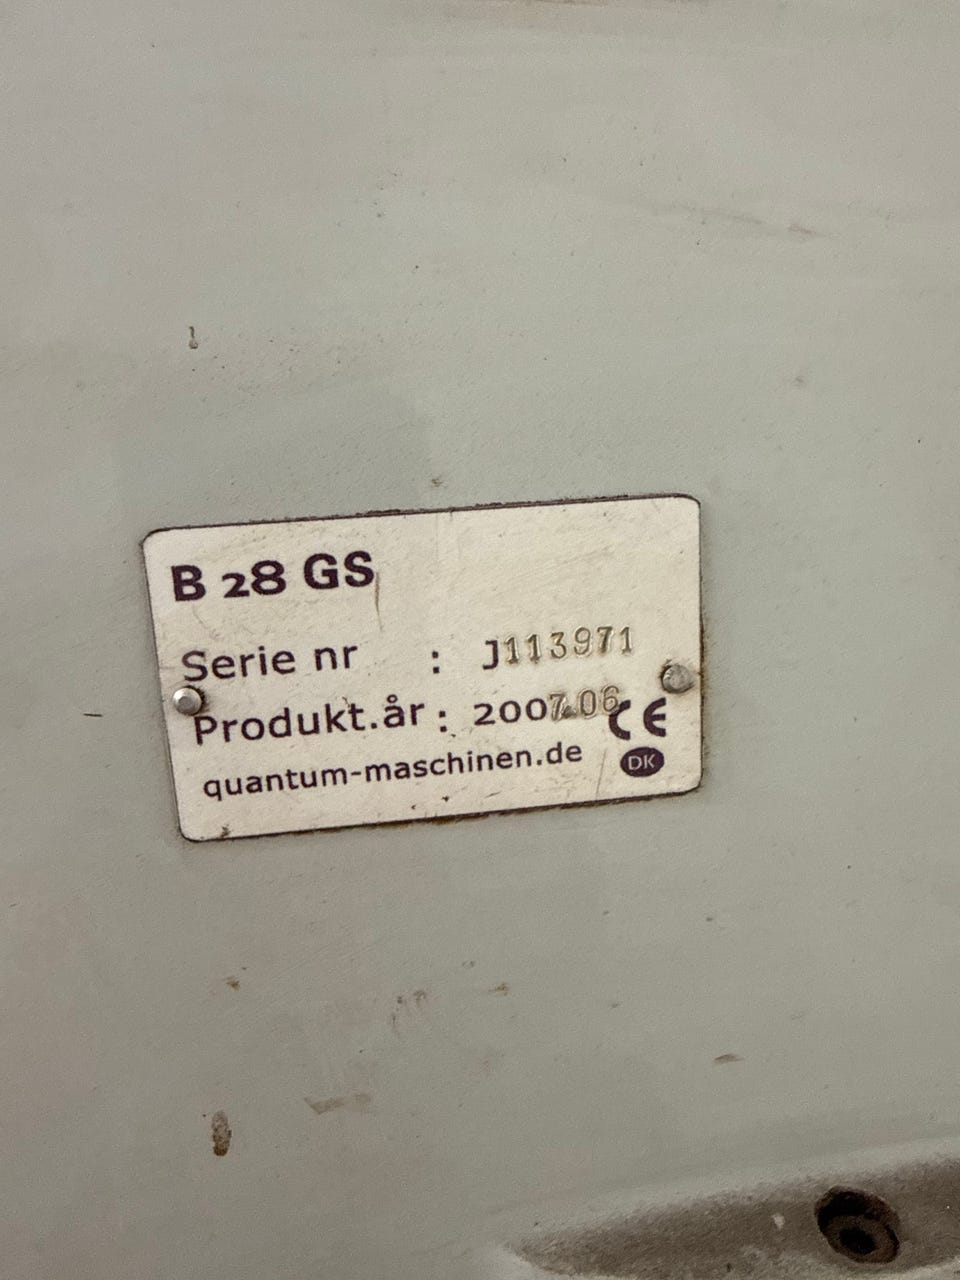 B 28 GS
Serie nr : J113971
Produkt.år : 2007.06 CE
quantum-maschinen.de DK